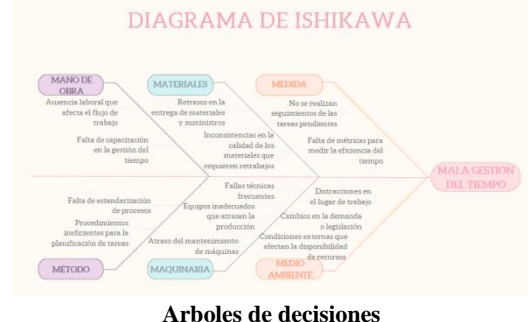 DIAGRAMA DE ISHIKAWA
MANO DE
OBRA
Ausencia laboral que
afecta el flujo de
trabajo
Falta de capacitación
en la gestión del
tiempo
MATERIALES
Retrasos en la
entrega de materiales
y suministros
Inconsistencias en la
calidad de los
materiales que
requieren retrabajos
MEDIDA
No se realizan
seguimientos de las
tareas pendientes
Falta de métricas para
medir la eficiencia del
tiempo
MALA GESTIÓN
DEL TIEMPO
Falta de estandarización
de procesos
Procedimientos
ineficientes para la
planificación de tareas
MÉTODO
Fallas técnicas
frecuentes
Equipos inadecuados
que atrasan la
producción
Atraso del mantenimiento
de máquinas
MAQUINARIA
Distracciones en
el lugar de trabajo
Cambios en la demanda
o legislación
Condiciones externas que
afectan la disponibilidad
de recursos
MEDIO
AMBIENTE
Arboles de decisiones